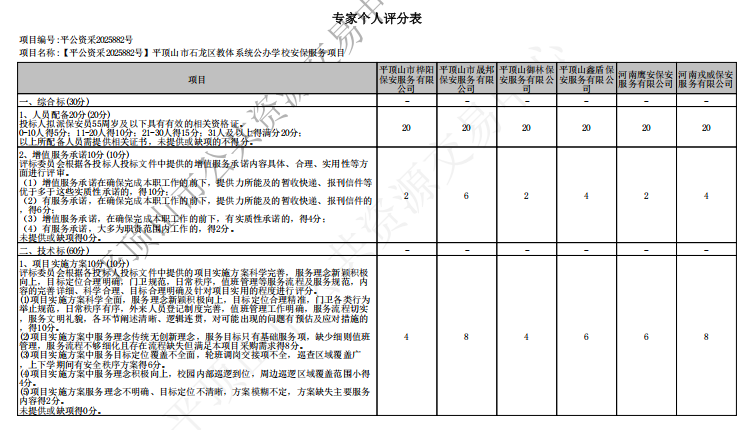 专家个人评分表
项目编号:平公资采2025882号
项目名称:【平公资采2025882号】平顶山市石龙区教体系统公办学校安保服务项目
项目
平顶山市桦阳保安服务有限公司
平顶山市晟邦保安服务有限公司
平顶山御林保安服务有限公司
平顶山鑫盾保安服务有限公司
河南鹰安保安服务有限公司
河南戎威保安服务有限公司
一、综合标(30分)
- - - - - -
1、人员配备20分(20分)
投标人拟派保安员55周岁及以下具有有效的相关资格证。
0-10人得5分；11-20人得10分；21-30人得15分；31人及以上得满分20分；
以上所配备人员需提供相关证书，未提供或缺项的不得分。
20 20 20 20 20 20
2、增值服务承诺10分(10分)
评标委员会根据各投标人投标文件中提供的增值服务承诺内容具体、合理、实用性等方
面进行评审。
（1）增值服务承诺在确保完成本职工作的前下，提供力所能及的暂收快递、报刊信件等
优于多于这些实质性承诺的，得10分；
（2）有服务承诺，在确保完成本职工作的前下，提供力所能及的暂收快递、报刊信件的
，得6分；
（3）增值服务承诺，在确保完成本职工作的前下，有实质性承诺的，得4分；
（4）有服务承诺，大多为职责范围内工作的，得2分。
未提供或缺项得0分。
2 6 2 4 2 4
二、技术标(60分)
- - - - - -
1、项目实施方案10分(10分)
评标委员会根据各投标人投标文件中提供的项目实施方案科学完善，服务理念新颖积极
向上，目标定位合理明确，门卫规范，日常秩序，值班管理等服务流程及服务规范，内
容的完善详细、科学合理、合理明确及针对项目实用的程度进行评分。
(1)项目实施方案科学全面，服务理念新颖积极向上，目标定位合理精准，门卫各类行为
举止规范，日常秩序有序，外来人员登记制度完善，值班管理工作明确，服务流程切实
，服务文明礼貌，各环节阐述清晰、逻辑连贯，对可能出现的问题有预估及应对措施的
，得10分。
(2)项目实施方案中服务理念传统无创新理念，服务目标只有基础服务项，缺少细则值班
管理，服务流程不够细化且存在流程缺失但满足本项目采购需求得8分。
(3)项目实施方案中服务目标定位覆盖不全面，轮班调岗交接项不全，巡查区域覆盖广
，上下学期间有安全秩序方案得6分。
(4)项目实施方案中服务理念积极向上，校园内部巡逻到位，周边巡逻区域覆盖范围小得
4分。
(5)项目实施方案服务理念不明确、目标定位不清晰，方案模糊不定，方案缺失主要服务
内容得2分。
未提供或缺项得0分。
4 8 4 6 6 8